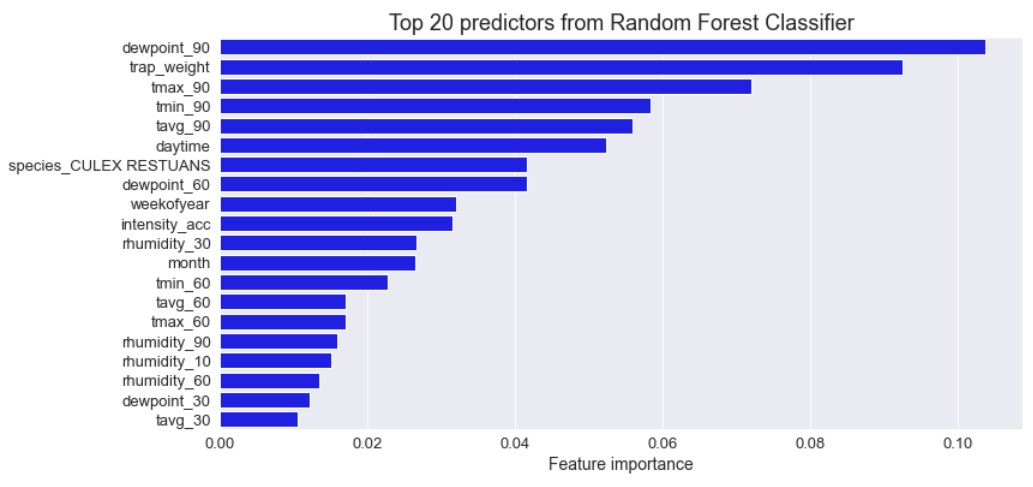 Top 20 predictors from Random Forest Classifier
dewpoint_90
trap_weight
tmax_90
tmin_90
tavg_90
daytime
species_CULEX RESTUANS
dewpoint_60
weekofyear
intensity_acc
rhumidity_30
month
tmin_60
tavg_60
tmax_60
rhumidity_90
rhumidity_10
rhumidity_60
dewpoint_30
tavg_30
0.00 0.02 0.04 0.06 0.08 0.10
Feature importance